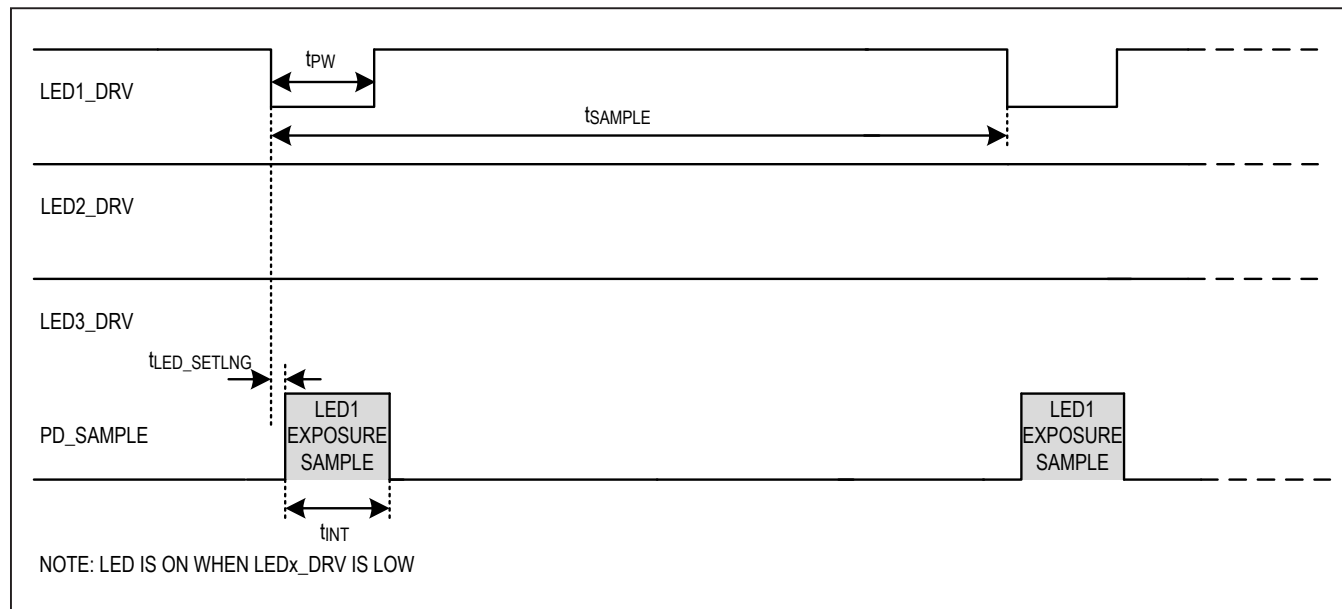 tPW
LED1_DRV
tSAMPLE
LED2_DRV
LED3_DRV
tLED_SETLNG
LED1
EXPOSURE
SAMPLE
LED1
EXPOSURE
SAMPLE
PD_SAMPLE
tINT
NOTE: LED IS ON WHEN LEDx_DRV IS LOW